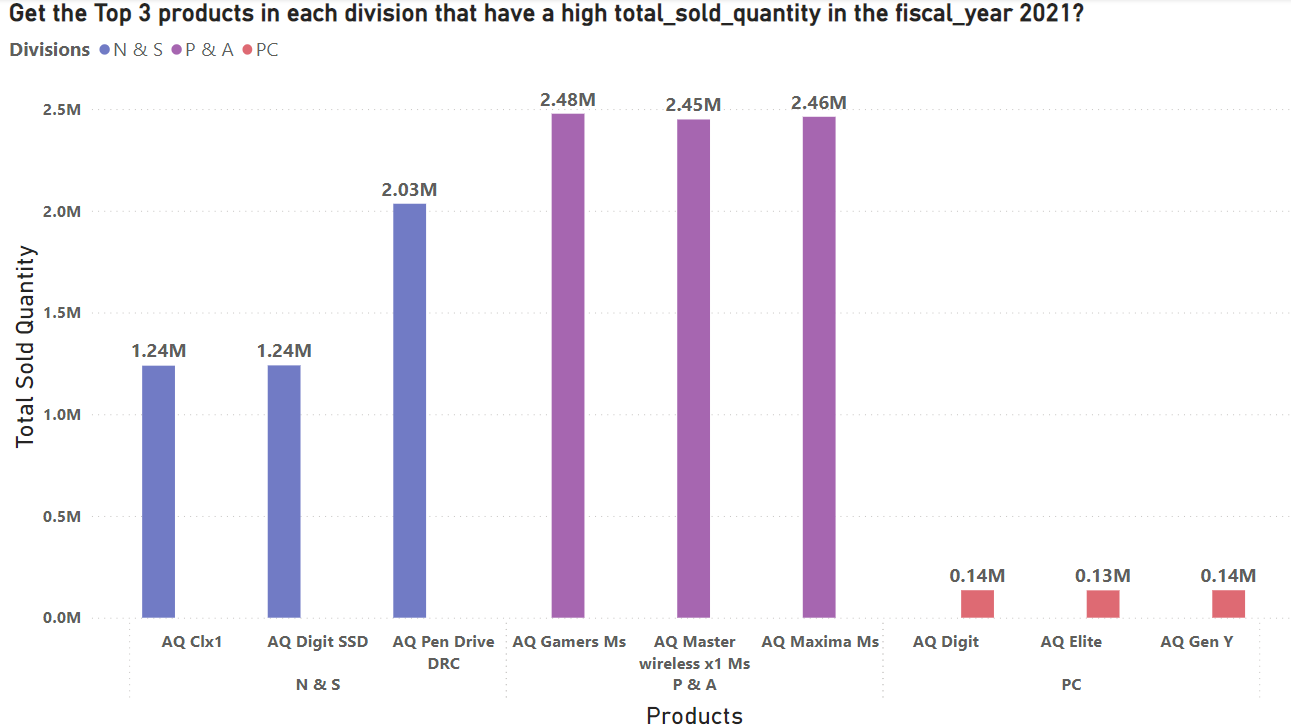 Get the Top 3 products in each division that have a high total_sold_quantity in the fiscal_year 2021?
Divisions N & S P & A PC
Total Sold Quantity
2.5M
2.0M
1.5M
1.0M
0.5M
0.0M
1.24M
1.24M
2.03M
2.48M
2.45M
2.46M
0.14M
0.13M
0.14M
AQ Clx1
AQ Digit SSD
AQ Pen Drive
DRC
AQ Gamers Ms
AQ Master
wireless x1 Ms
AQ Maxima Ms
AQ Digit
AQ Elite
AQ Gen Y
N & S
P & A
PC
Products